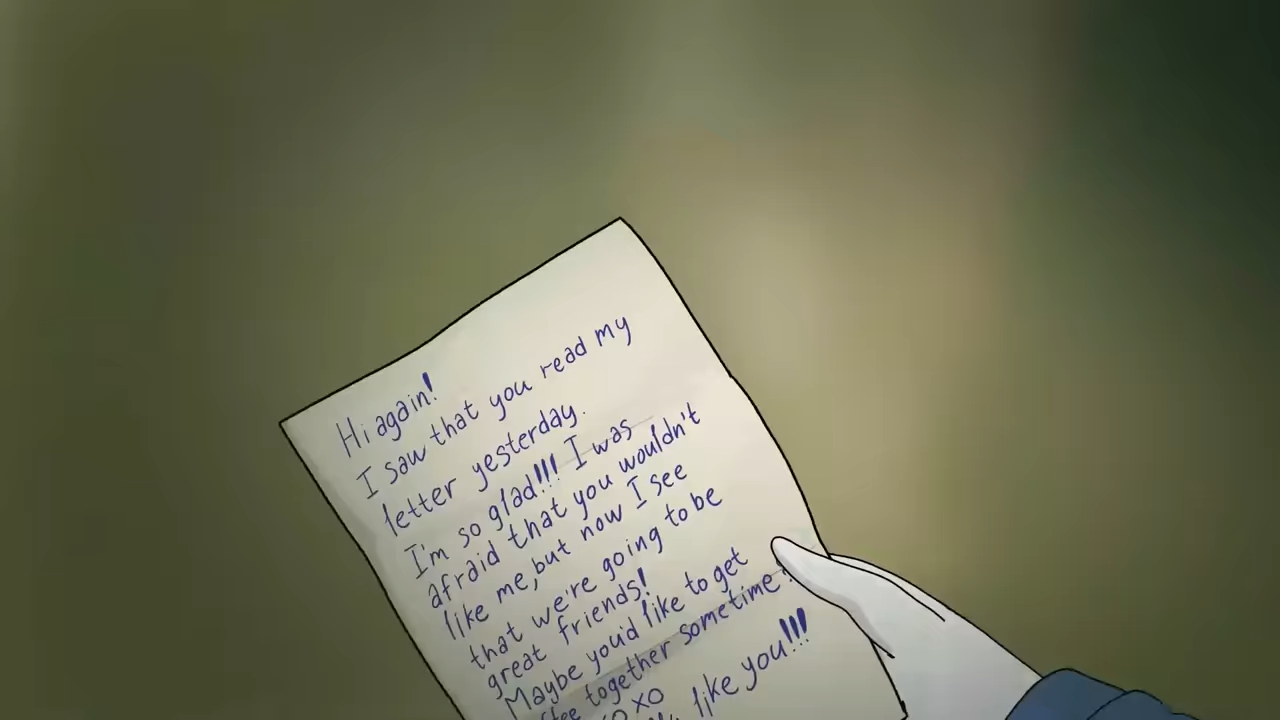 Hi again!
I saw that you read my
letter yesterday.
I'm so glad!!! I was
afraid that you wouldn't
like me, but now I see
that we're going to be
great friends!
Maybe you'd like to get
together sometime?
XO
like you!!!